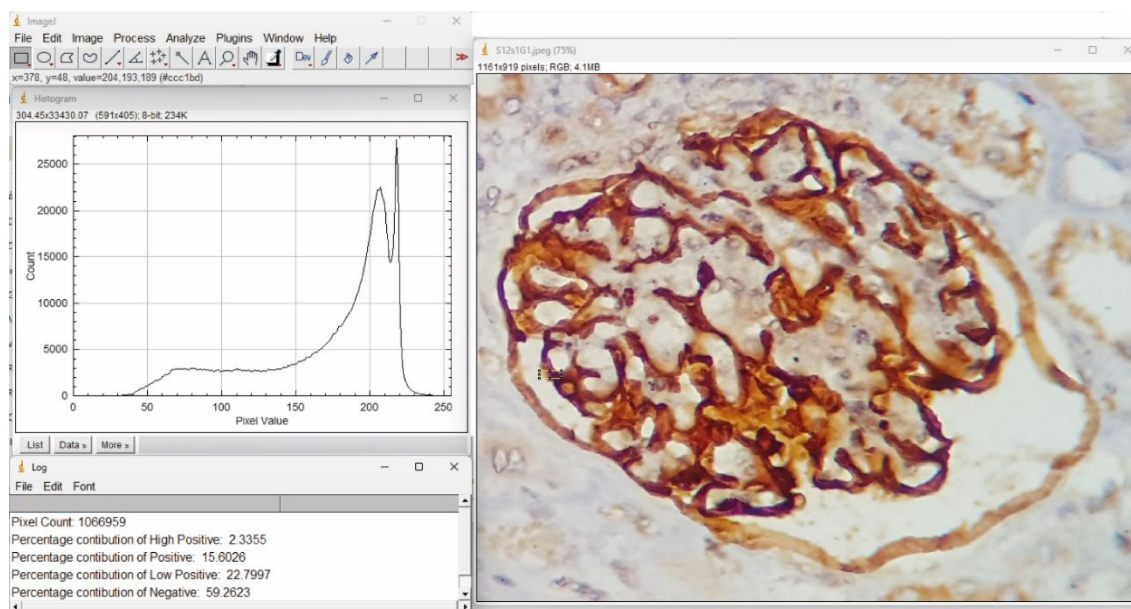 ImageJ
File Edit Image Process Analyze Plugins Window Help
Dev
x=378, y=48, value=204,193,189 (#ccc1bd)
Histogram
304.45x33430.07 (591x405); 8-bit; 234K
25000
20000
15000
10000
5000
0
Count
0 50 100 150 200 250
Pixel Value
List Data » More »
Log
File Edit Font
Pixel Count: 1066959
Percentage contibution of High Positive: 2.3355
Percentage contibution of Positive: 15.6026
Percentage contibution of Low Positive: 22.7997
Percentage contibution of Negative: 59.2623
S12s1G1.jpeg (75%)
1161x919 pixels; RGB; 4.1MB